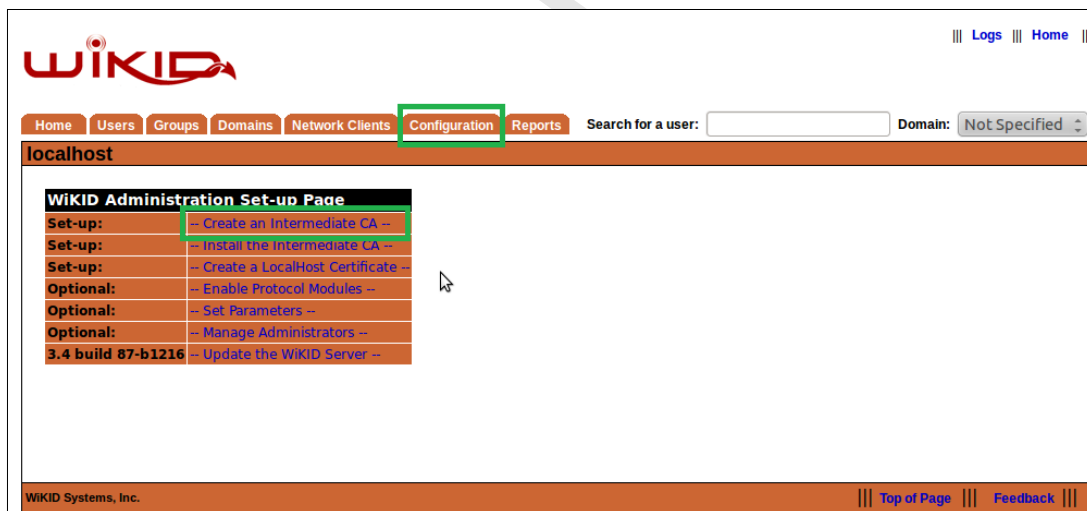 ||| Logs ||| Home ||
WiKID
Home Users Groups Domains Network Clients Configuration Reports Search for a user: Domain: Not Specified
localhost
WiKID Administration Set-up Page
Set-up: -- Create an Intermediate CA --
Set-up: -- Install the Intermediate CA --
Set-up: -- Create a LocalHost Certificate --
Optional: -- Enable Protocol Modules --
Optional: -- Set Parameters --
Optional: -- Manage Administrators --
3.4 build 87-b1216 -- Update the WiKID Server --
WiKID Systems, Inc. ||| Top of Page ||| Feedback |||